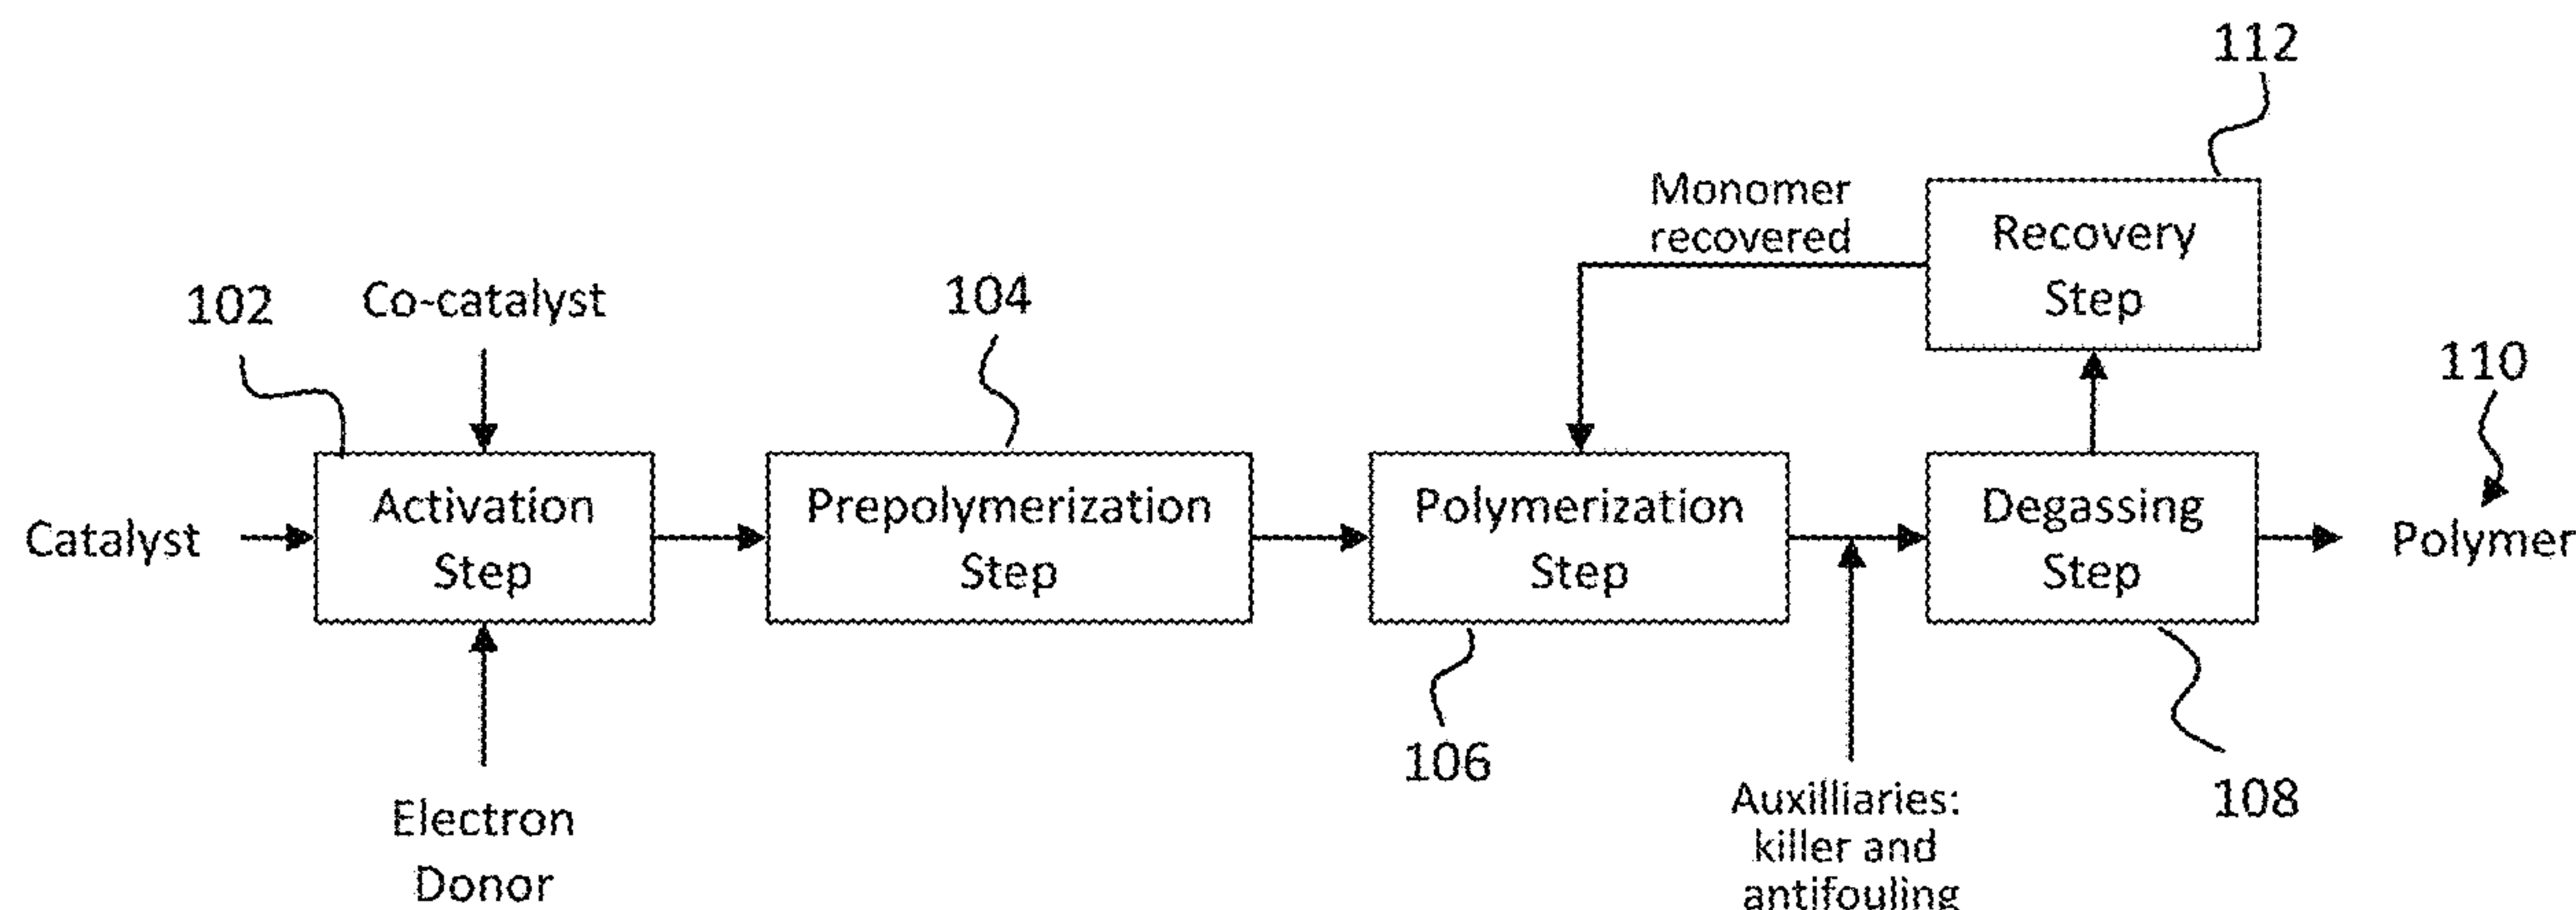 112
Monomer
recovered
Recovery
Step
102
Co-catalyst
104
110
Catalyst
Activation
Step
Prepolymerization
Step
Polymerization
Step
Degassing
Step
Polymer
106
108
Electron
Donor
Auxilliaries:
killer and
antifouling